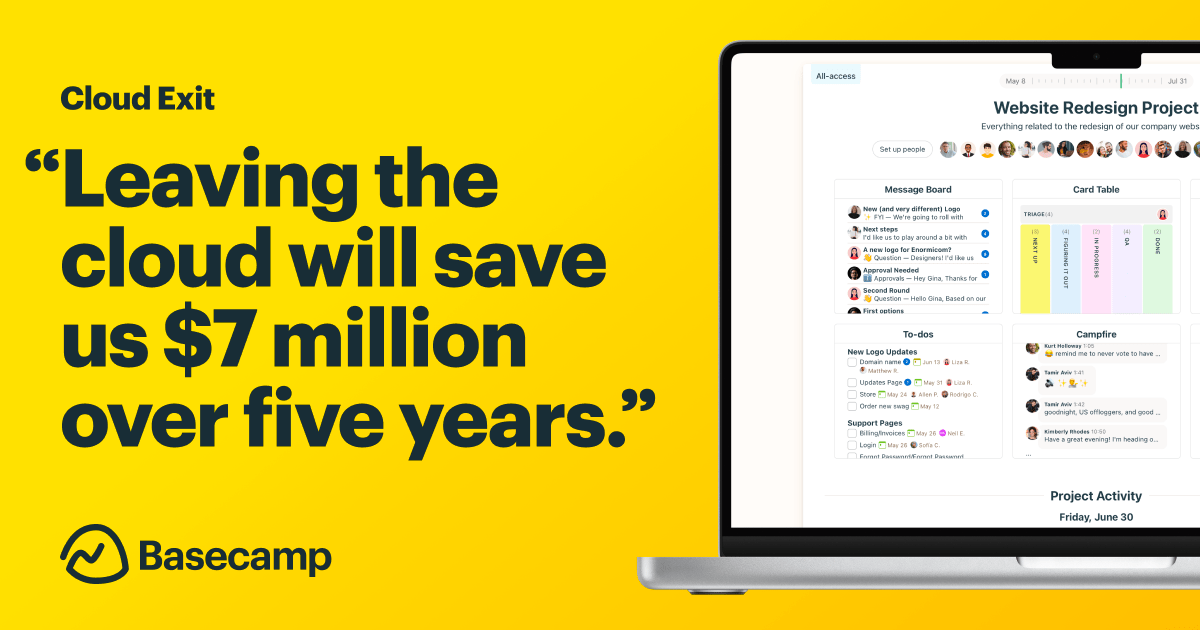 Cloud Exit
“Leaving the
cloud will save
us $7 million
over five years.”
Basecamp
All-access
May 8
Jul 31
Website Redesign Project
Everything related to the redesign of our company webs
Set up people
Message Board
New (and very different) Logo
✨ FYI — We're going to roll with
2
Next steps
I'd like us to play around a bit with
4
A new logo for Enormicom?
👋 Question — Designers! I'd like us
Approval Needed
Approvals — Hey Gina, Thanks for
1
Second Round
👋 Question — Hello Gina, Based on our
First options
Card Table
TRIAGE(4)
(3)
NEXT UP
(4)
FIGURING IT OUT
(2)
IN PROGRESS
(4)
QA
(2)
DONE
To-dos
New Logo Updates
Domain name
Jun 13
Liza R.
Matthew R.
Updates Page
May 31
Liza R.
Store
May 24
Allen P.
Rodrigo C.
Order new swag
May 12
Support Pages
Billing/Invoices
May 26
Neil E.
Login
May 26
Sofia C.
Forgot Password/Forgot Password
Campfire
Kurt Holloway 1:05
😂 remind me to never vote to have ...
Tamir Aviv 1:41
Tamir Aviv 1:42
goodnight, US offloggers, and good ...
Kimberly Rhodes 10:50
Have a great evening! I'm heading o...
...
Project Activity
Friday, June 30